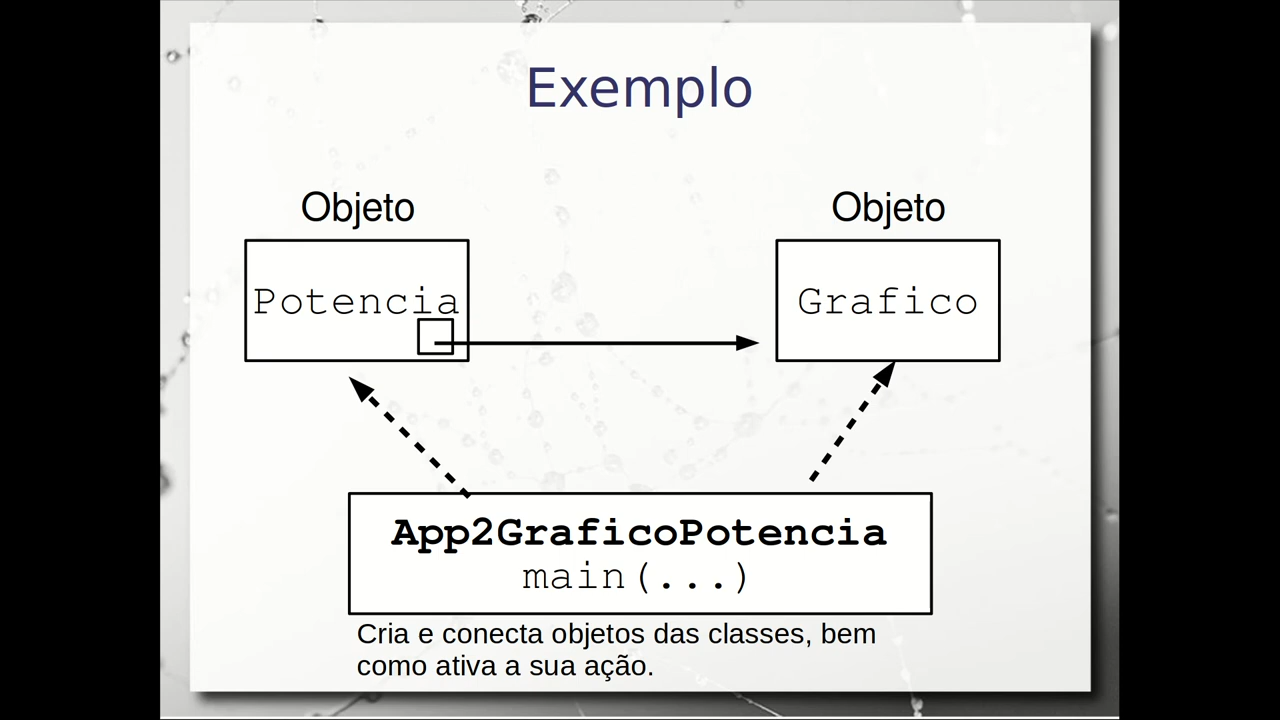 Exemplo
Objeto
Objeto
Potencia
Grafico
App2GraficoPotencia
main(...)
Cria e conecta objetos das classes, bem
como ativa a sua ação.